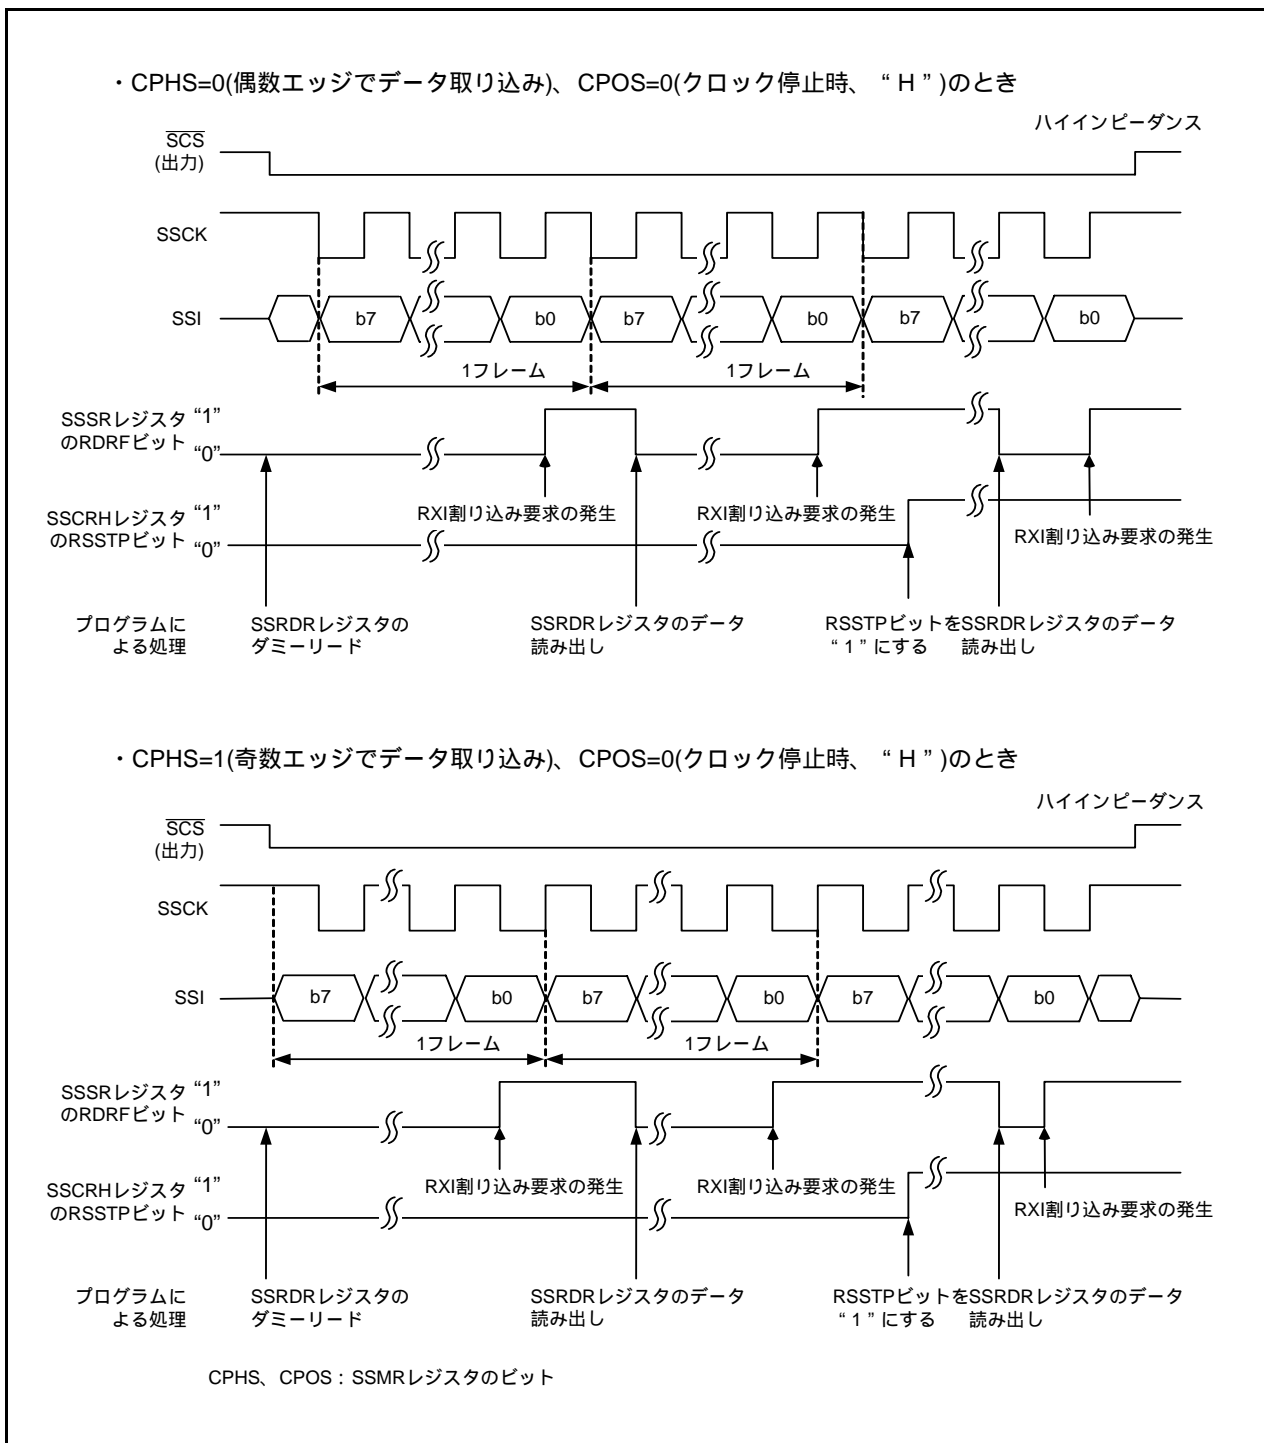 ・CPHS=0(偶数エッジでデータ取り込み)、CPOS=0(クロック停止時、“H”)のとき
ハイインピーダンス
SCS
(出力)
SSCK
SSI
b7
b0
b7
b0
b7
b0
1フレーム
1フレーム
SSSRレジスタ “1”
のRDRFビット “0”
RXI割り込み要求の発生
RXI割り込み要求の発生
SSCRHレジスタ “1”
のRSSTPビット “0”
RXI割り込み要求の発生
プログラムに
よる処理
SSRDRレジスタの
ダミーリード
SSRDRレジスタのデータ
読み出し
RSSTPビットを
“1”にする
SSRDRレジスタのデータ
読み出し
・CPHS=1(奇数エッジでデータ取り込み)、CPOS=0(クロック停止時、“H”)のとき
ハイインピーダンス
SCS
(出力)
SSCK
SSI
b7
b0
b7
b0
b7
b0
1フレーム
1フレーム
SSSRレジスタ “1”
のRDRFビット “0”
RXI割り込み要求の発生
RXI割り込み要求の発生
SSCRHレジスタ “1”
のRSSTPビット “0”
RXI割り込み要求の発生
プログラムに
よる処理
SSRDRレジスタの
ダミーリード
SSRDRレジスタのデータ
読み出し
RSSTPビットを
“1”にする
SSRDRレジスタのデータ
読み出し
CPHS、CPOS：SSMRレジスタのビット